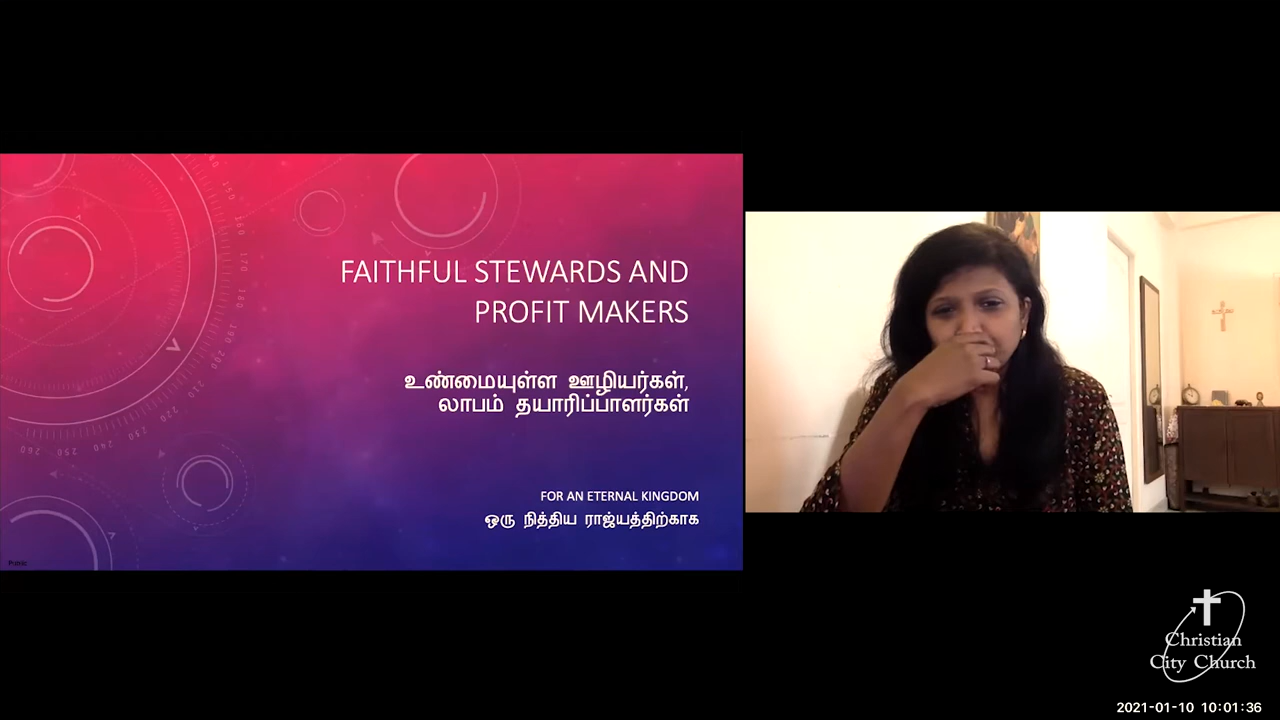 FAITHFUL STEWARDS AND
PROFIT MAKERS
உண்மையுள்ள ஊழியர்கள்,
லாபம் தயாரிப்பாளர்கள்
FOR AN ETERNAL KINGDOM
ஒரு நித்திய ராஜ்யத்திற்காக
Christian
City Church
2021-01-10 10:01:36